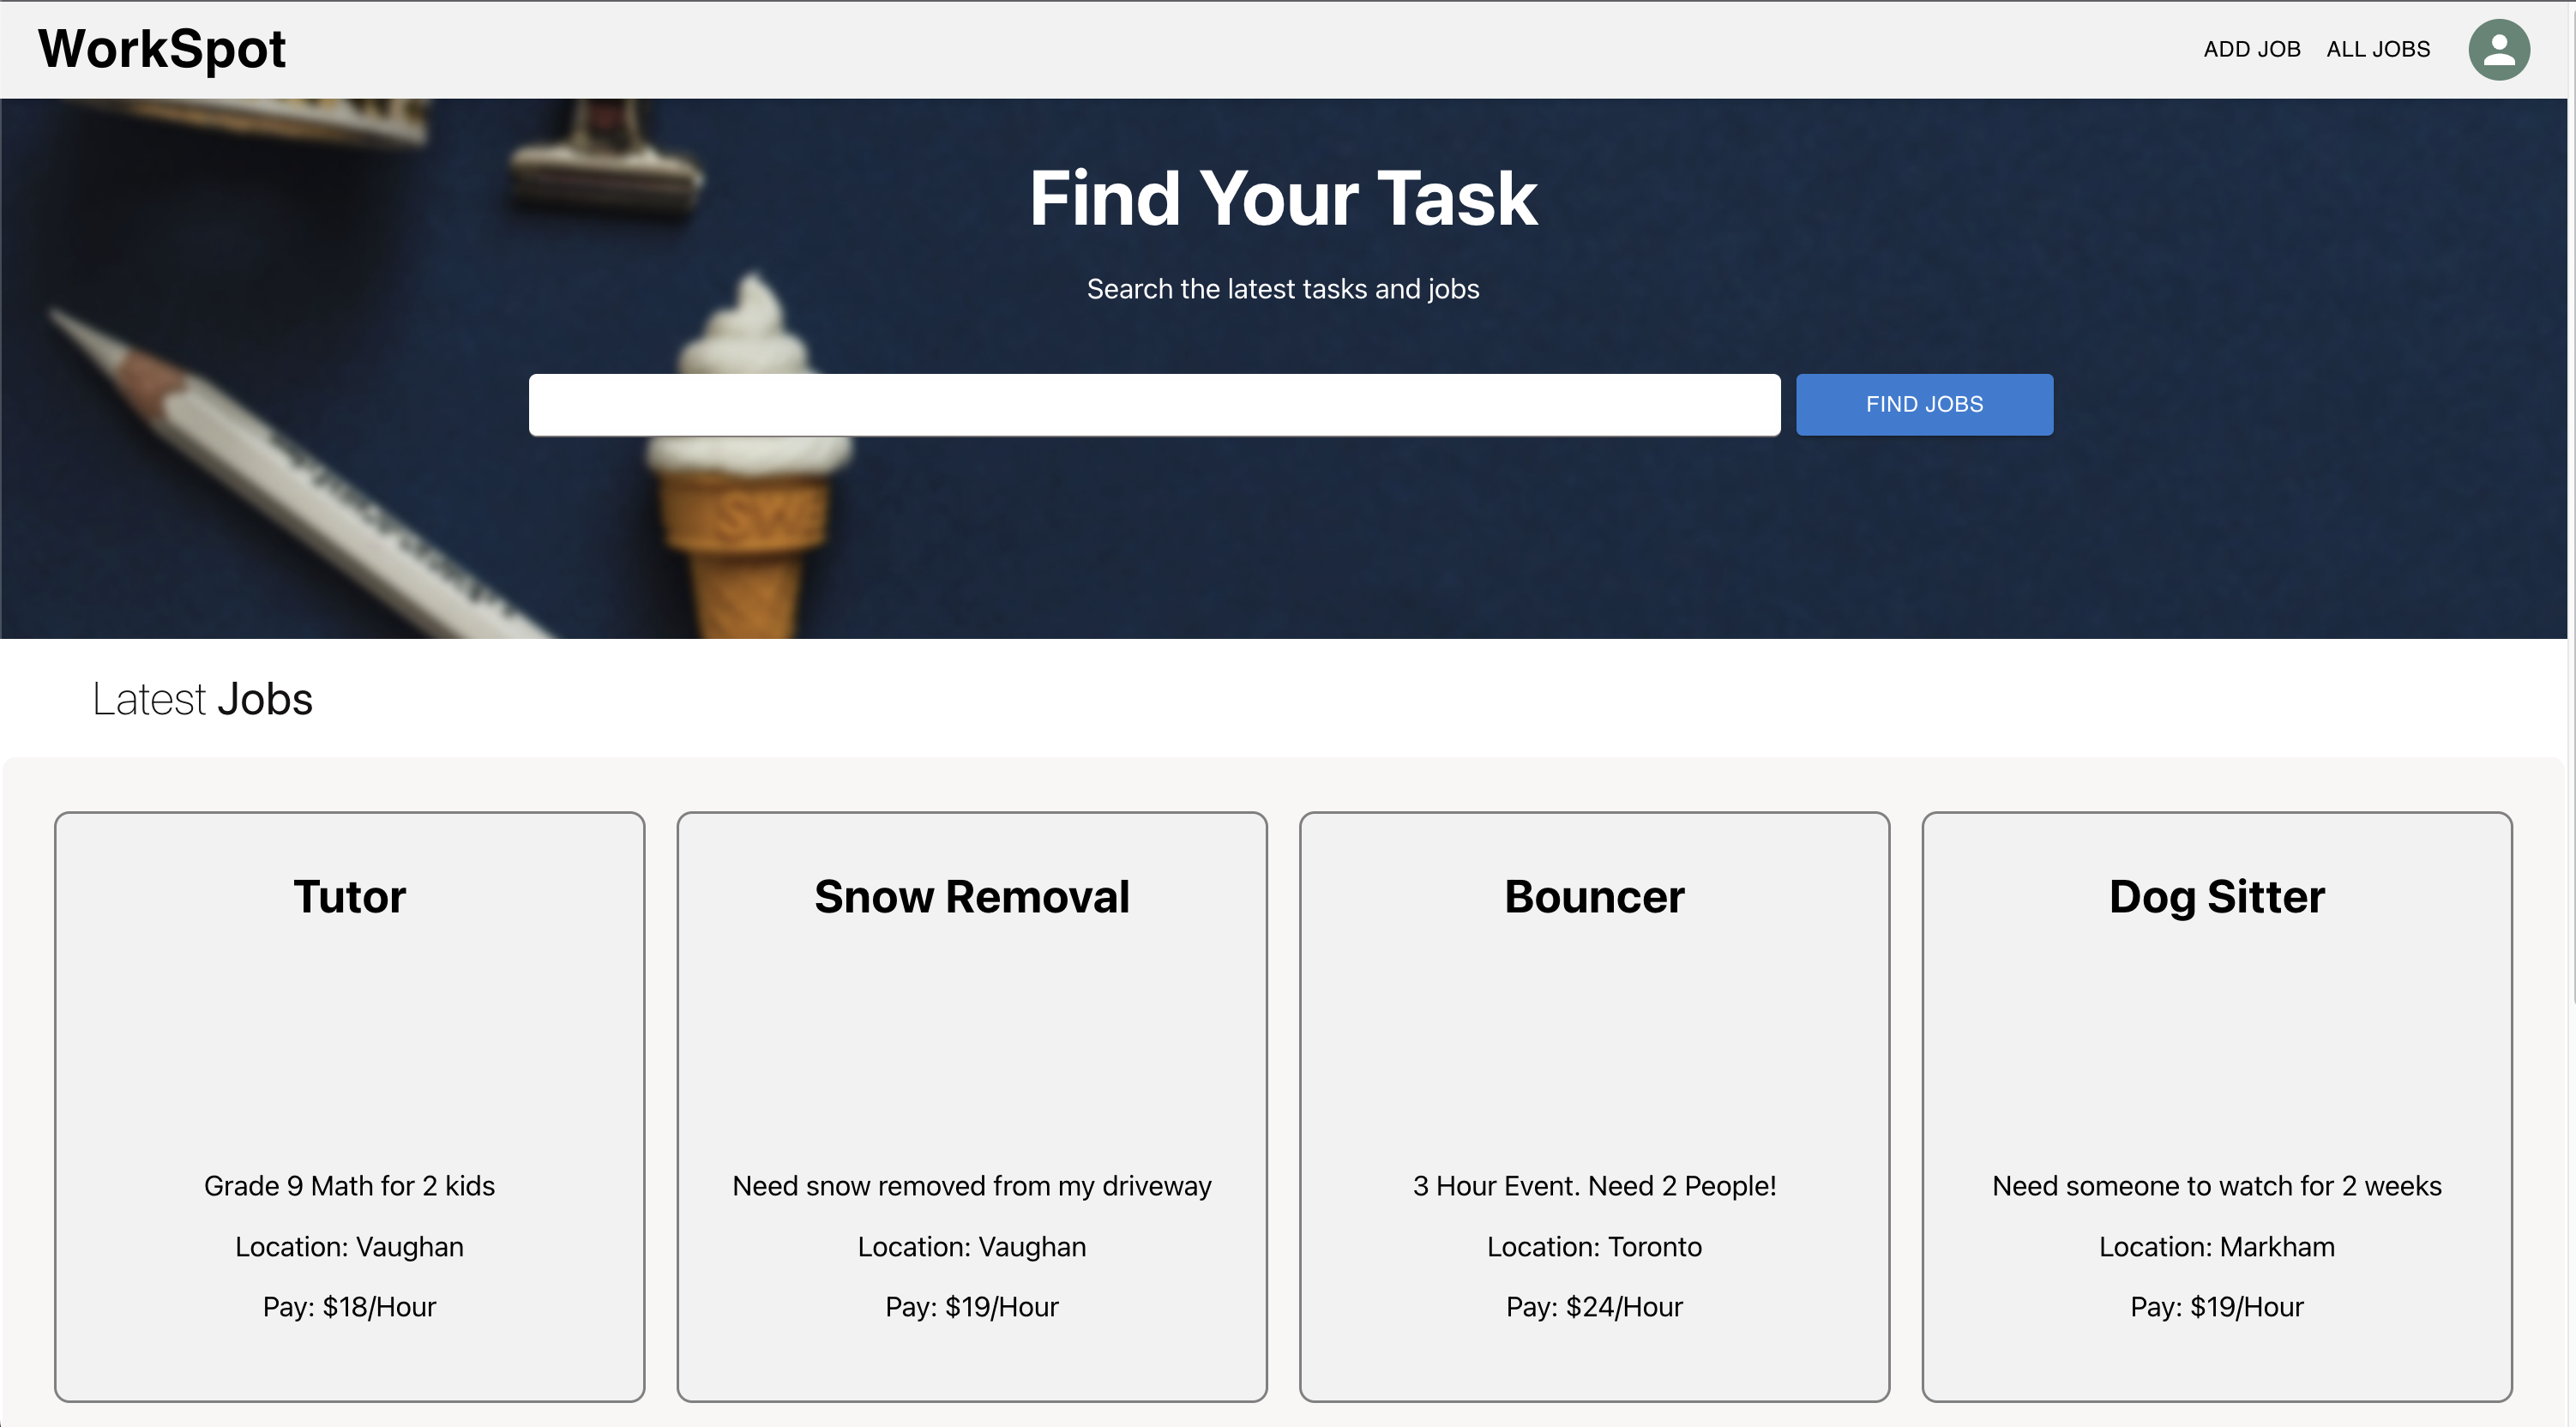 WorkSpot
ADD JOB ALL JOBS
Find Your Task
Search the latest tasks and jobs
FIND JOBS
SWE
Latest Jobs
Tutor
Grade 9 Math for 2 kids
Location: Vaughan
Pay: $18/Hour
Snow Removal
Need snow removed from my driveway
Location: Vaughan
Pay: $19/Hour
Bouncer
3 Hour Event. Need 2 People!
Location: Toronto
Pay: $24/Hour
Dog Sitter
Need someone to watch for 2 weeks
Location: Markham
Pay: $19/Hour